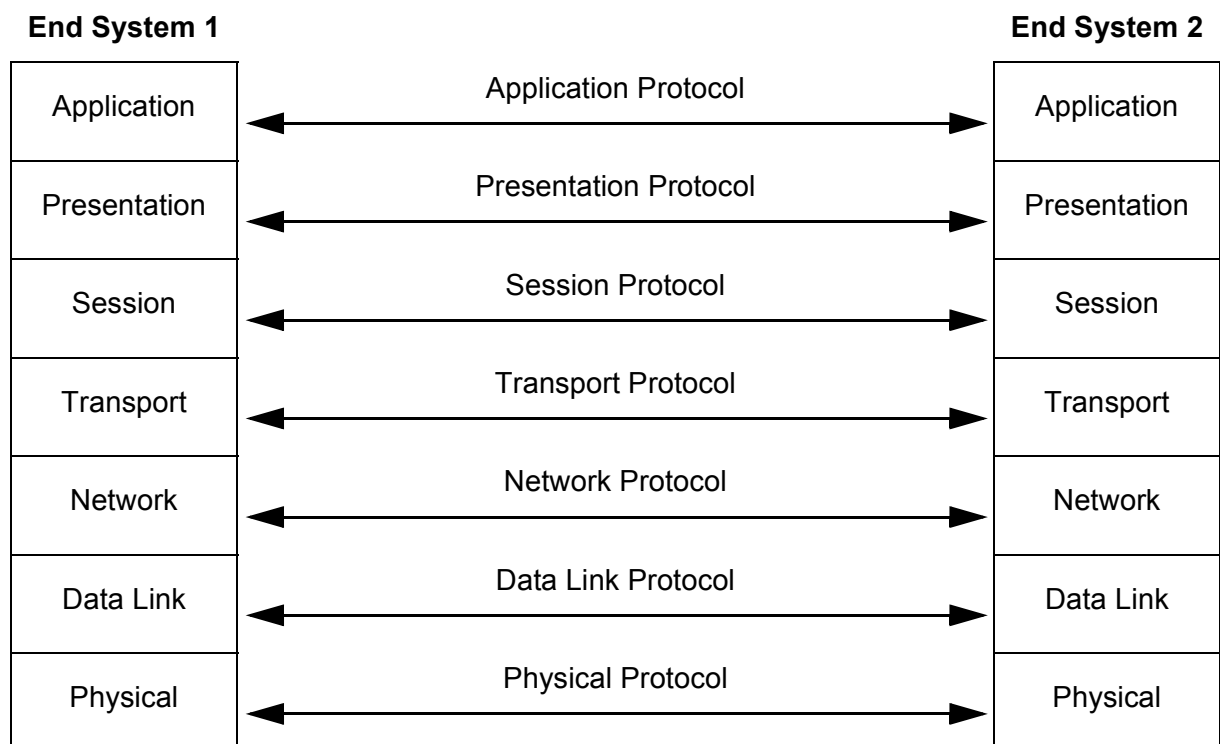 End System 1
End System 2
Application
Application Protocol
Application
Presentation
Presentation Protocol
Presentation
Session
Session Protocol
Session
Transport
Transport Protocol
Transport
Network
Network Protocol
Network
Data Link
Data Link Protocol
Data Link
Physical
Physical Protocol
Physical